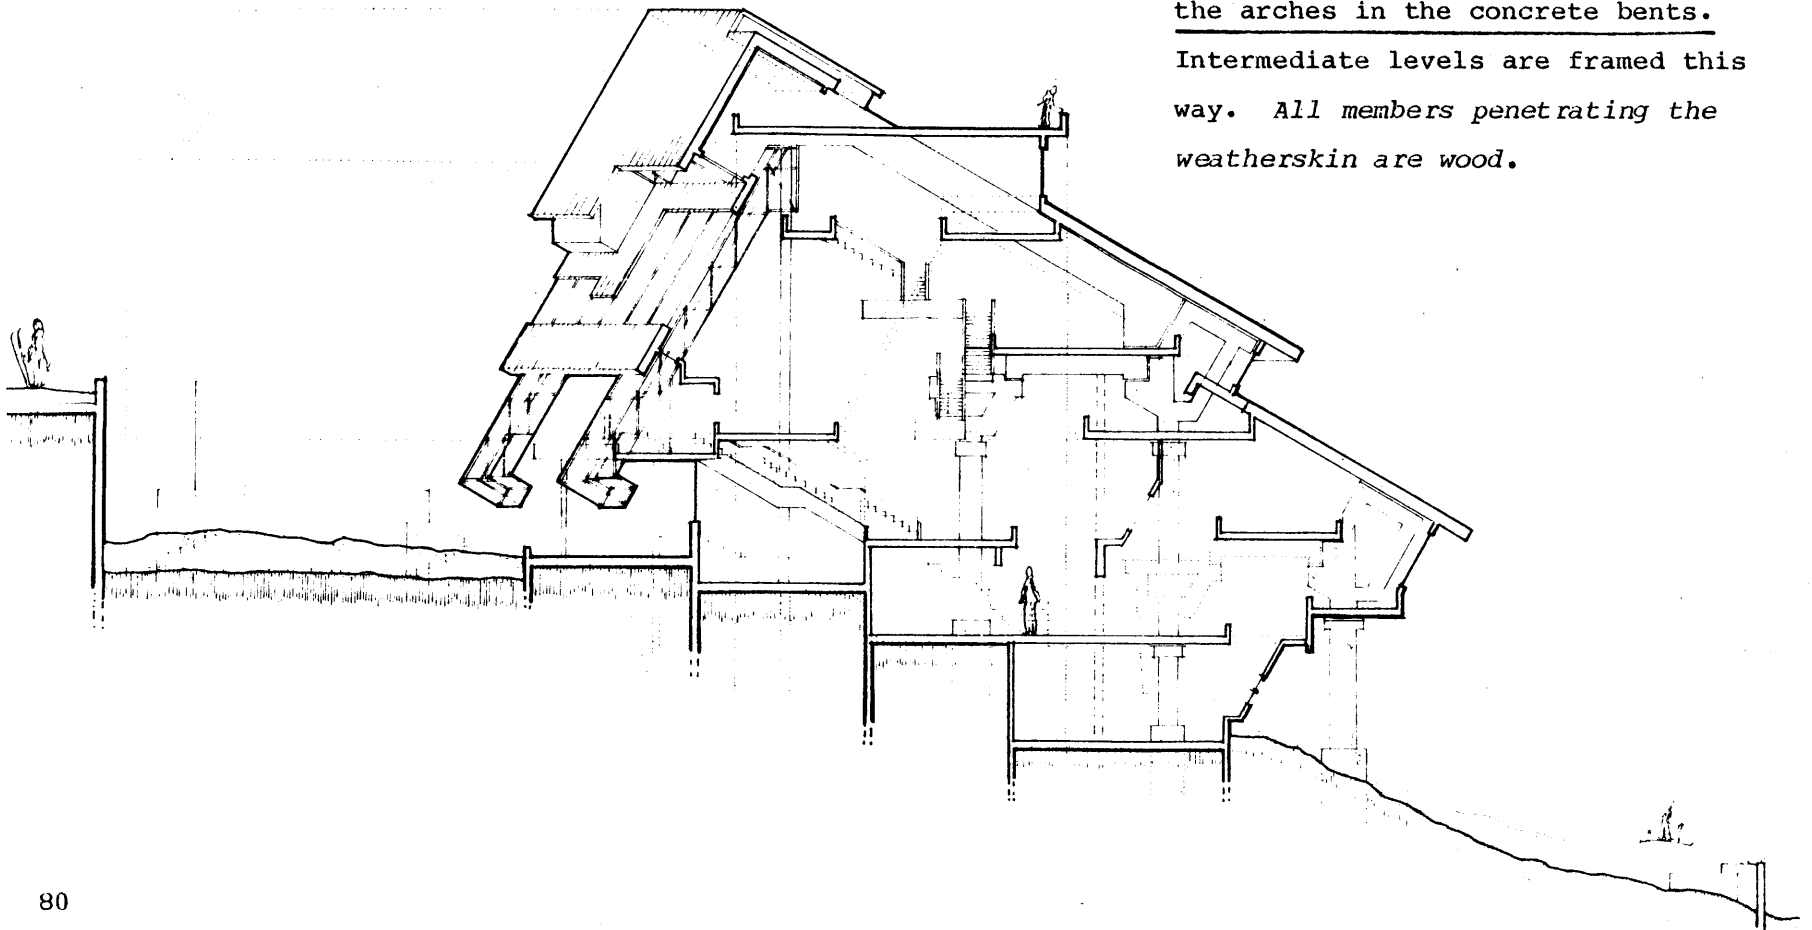 the arches in the concrete bents.
Intermediate levels are framed this
way. All members penetrating the
weatherskin are wood.
80